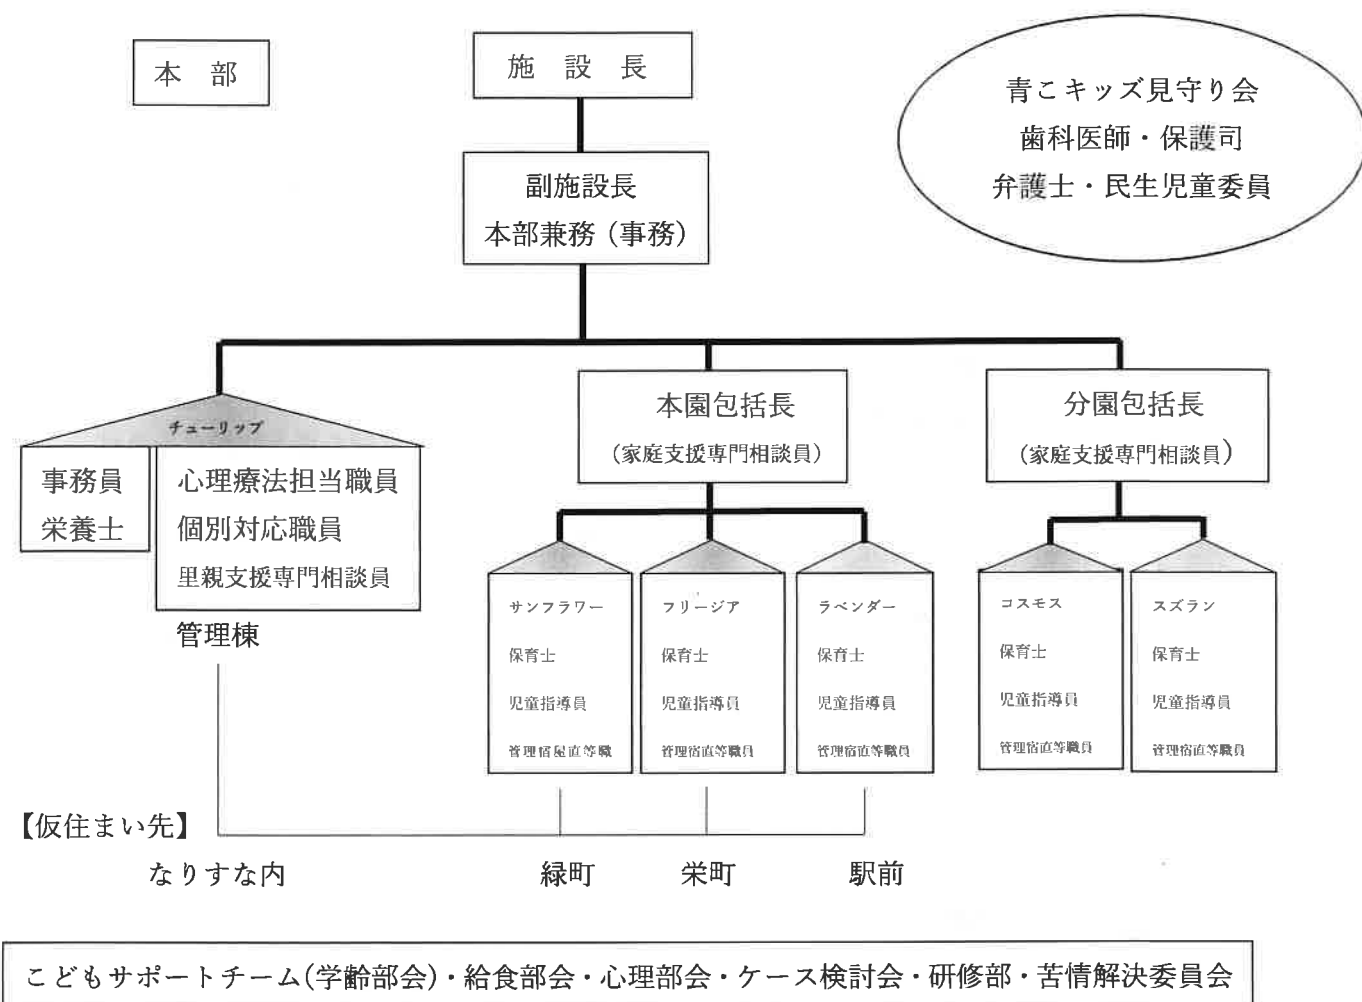 本 部
施 設 長
青こキッズ見守り会
歯科医師・保護司
弁護士・民生児童委員
副施設長
本部兼務（事務）
チューリップ
事務員
栄養士
心理療法担当職員
個別対応職員
里親支援専門相談員
管理棟
本園包括長
(家庭支援専門相談員)
分園包括長
(家庭支援専門相談員)
サンフラワー
保育士
児童指導員
管理宿屋直等職
フリージア
保育士
児童指導員
管理宿直等職員
ラベンダー
保育士
児童指導員
管理宿直等職員
コスモス
保育士
児童指導員
管理宿直等職員
スズラン
保育士
児童指導員
管理宿直等職員
【仮住まい先】
なりすな内
緑町
栄町
駅前
こどもサポートチーム(学齢部会)・給食部会・心理部会・ケース検討会・研修部・苦情解決委員会